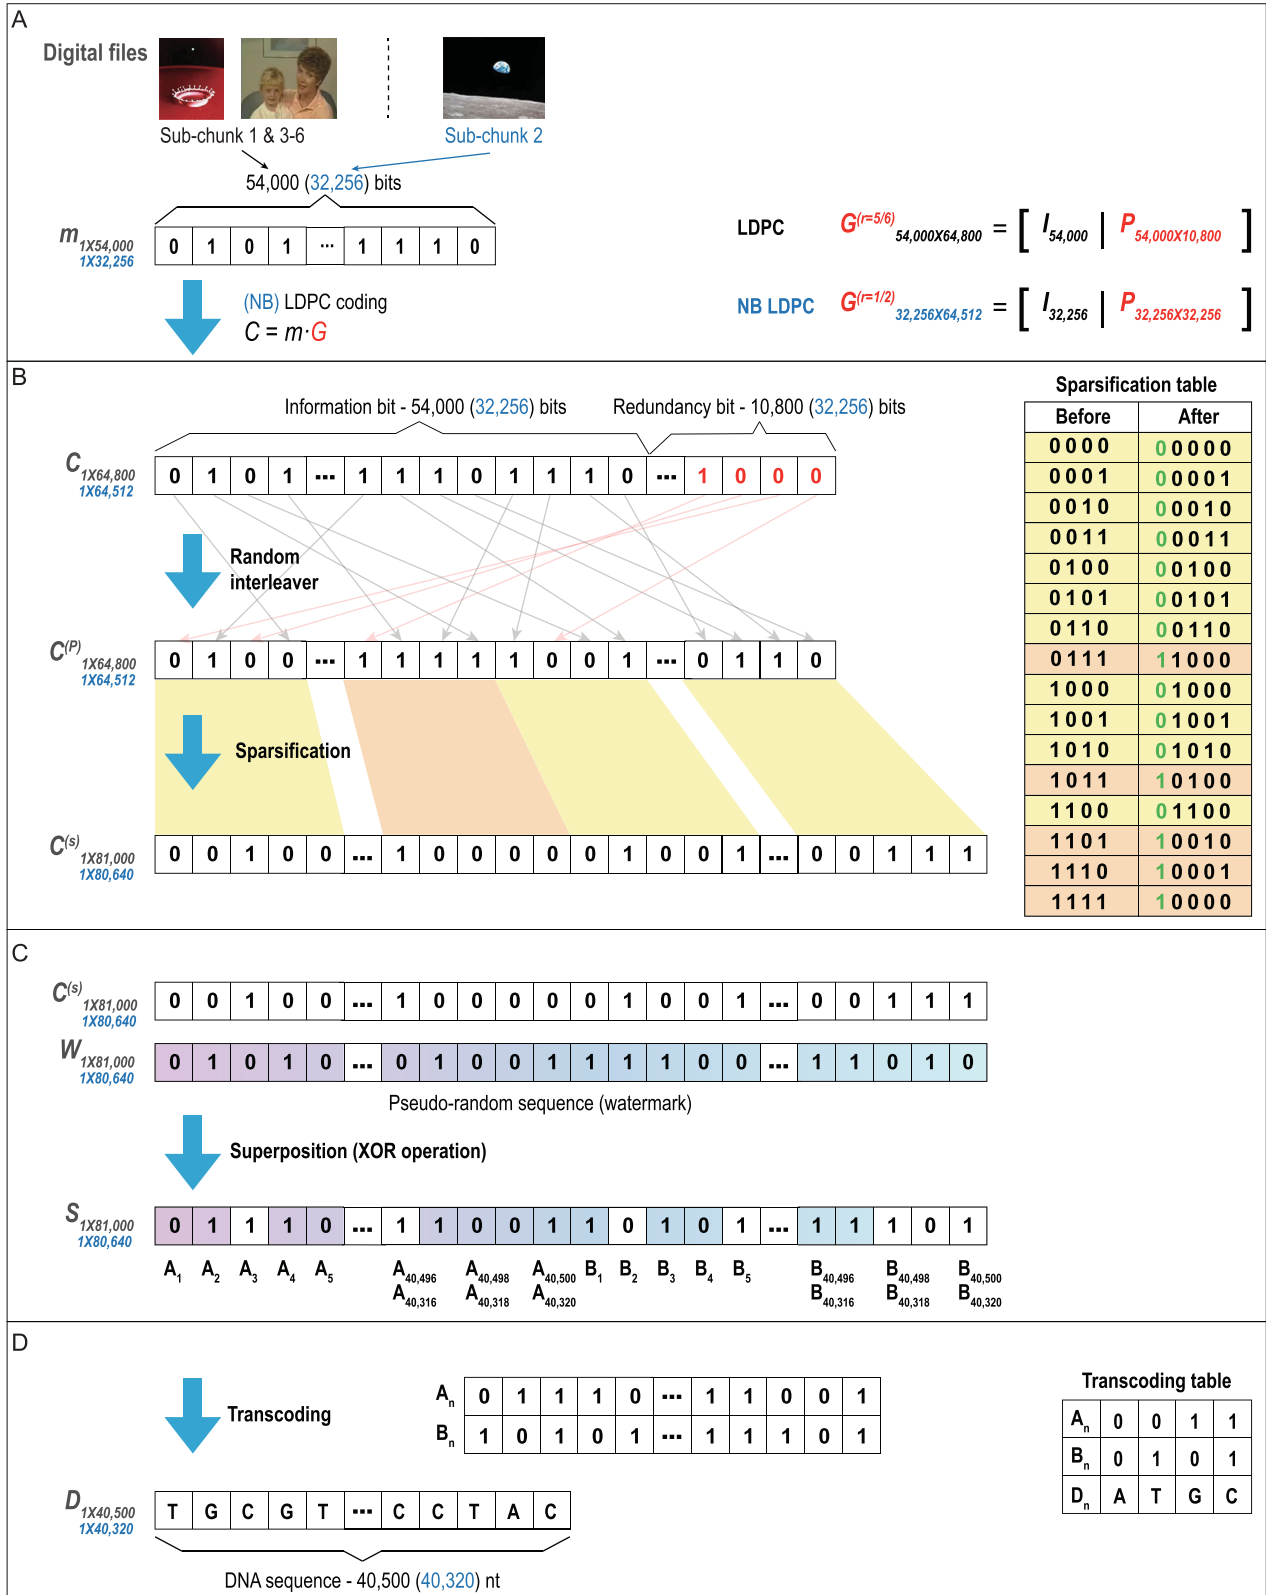 A
Digital files
Sub-chunk 1 & 3-6
Sub-chunk 2
54,000 (32,256) bits
m 1X54,000
1X32,256
0 1 0 1 ··· 1 1 1 0
(NB) LDPC coding
C = m·G
LDPC G(r=5/6) 54,000X64,800 = [ I54,000 | P54,000X10,800 ]
NB LDPC G(r=1/2) 32,256X64,512 = [ I32,256 | P32,256X32,256 ]
B
Information bit - 54,000 (32,256) bits
Redundancy bit - 10,800 (32,256) bits
C 1X64,800
1X64,512
0 1 0 1 ··· 1 1 1 0 1 1 1 0 ··· 1 0 0 0
Random
interleaver
C(P) 1X64,800
1X64,512
0 1 0 0 ··· 1 1 1 1 1 0 0 1 ··· 0 1 1 0
Sparsification
C(s) 1X81,000
1X80,640
0 0 1 0 0 ··· 1 0 0 0 0 0 1 0 0 1 ··· 0 0 1 1 1
Sparsification table
Before After
0000 00000
0001 00001
0010 00010
0011 00011
0100 00100
0101 00101
0110 00110
0111 11000
1000 01000
1001 01001
1010 01010
1011 10100
1100 01100
1101 10010
1110 10001
1111 10000
C
C(s) 1X81,000
1X80,640
0 0 1 0 0 ··· 1 0 0 0 0 0 1 0 0 1 ··· 0 0 1 1 1
W 1X81,000
1X80,640
0 1 0 1 0 ··· 0 1 0 0 1 1 1 1 0 0 ··· 1 1 0 1 0
Pseudo-random sequence (watermark)
Superposition (XOR operation)
S 1X81,000
1X80,640
0 1 1 1 0 ··· 1 1 0 0 1 1 0 1 0 1 ··· 1 1 1 0 1
A1 A2 A3 A4 A5 A40,496 A40,498 A40,500 B1 B2 B3 B4 B5 B40,496 B40,498 B40,500
A40,316 A40,318 A40,320 B40,316 B40,318 B40,320
D
Transcoding
An 0 1 1 1 0 ··· 1 1 0 0 1
Bn 1 0 1 0 1 ··· 1 1 1 0 1
D 1X40,500
1X40,320
T G C G T ··· C C T A C
DNA sequence - 40,500 (40,320) nt
Transcoding table
An 0 0 1 1
Bn 0 1 0 1
Dn A T G C